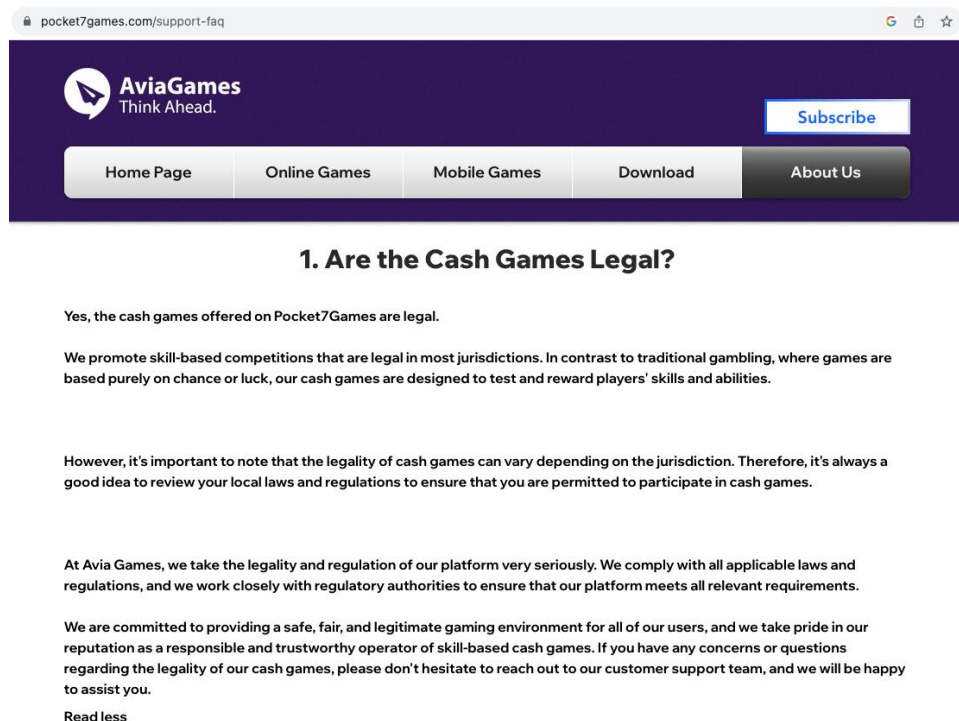 pocket7games.com/support-faq
AviaGames
Think Ahead.
Subscribe
Home Page
Online Games
Mobile Games
Download
About Us
1. Are the Cash Games Legal?
Yes, the cash games offered on Pocket7Games are legal.
We promote skill-based competitions that are legal in most jurisdictions. In contrast to traditional gambling, where games are
based purely on chance or luck, our cash games are designed to test and reward players' skills and abilities.
However, it's important to note that the legality of cash games can vary depending on the jurisdiction. Therefore, it's always a
good idea to review your local laws and regulations to ensure that you are permitted to participate in cash games.
At Avia Games, we take the legality and regulation of our platform very seriously. We comply with all applicable laws and
regulations, and we work closely with regulatory authorities to ensure that our platform meets all relevant requirements.
We are committed to providing a safe, fair, and legitimate gaming environment for all of our users, and we take pride in our
reputation as a responsible and trustworthy operator of skill-based cash games. If you have any concerns or questions
regarding the legality of our cash games, please don't hesitate to reach out to our customer support team, and we will be happy
to assist you.
Read less